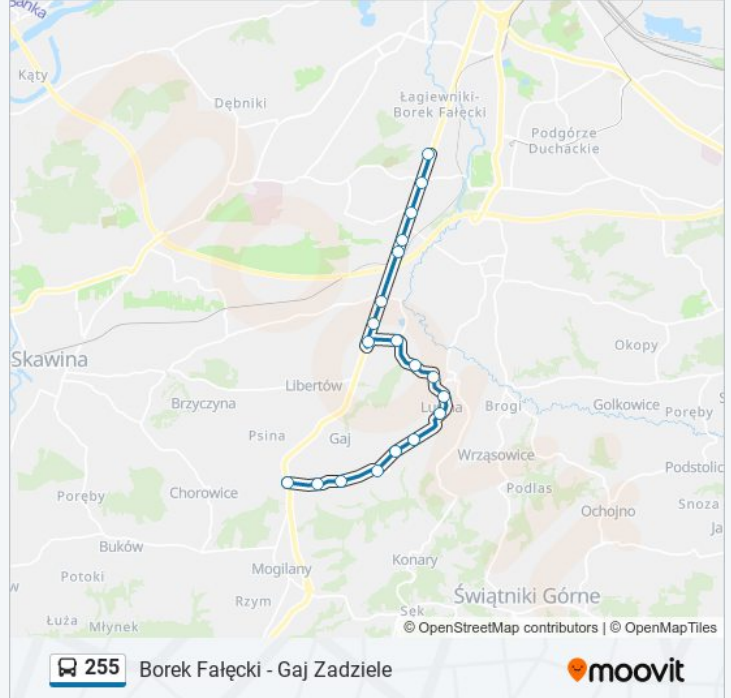 Kąty
Dębniki
Łagiewniki-
Borek Fałęcki
Podgórze
Duchackie
Skawina
Okopy
Libertów
Brzyczyna
Brogi
Golkowice
Poręby
Psina
Gaj
Wrząsowice
Podstolic
Chorowice
Podlas
Poręby
Ochojno
Snoza
Ja
Buków
Konary
Mogilany
Potoki
Świątniki Górne
Rzym
Sęk
Łuża
Młynek
© OpenStreetMap contributors | © OpenMapTiles
255 Borek Fałęcki - Gaj Zadziele
moovit